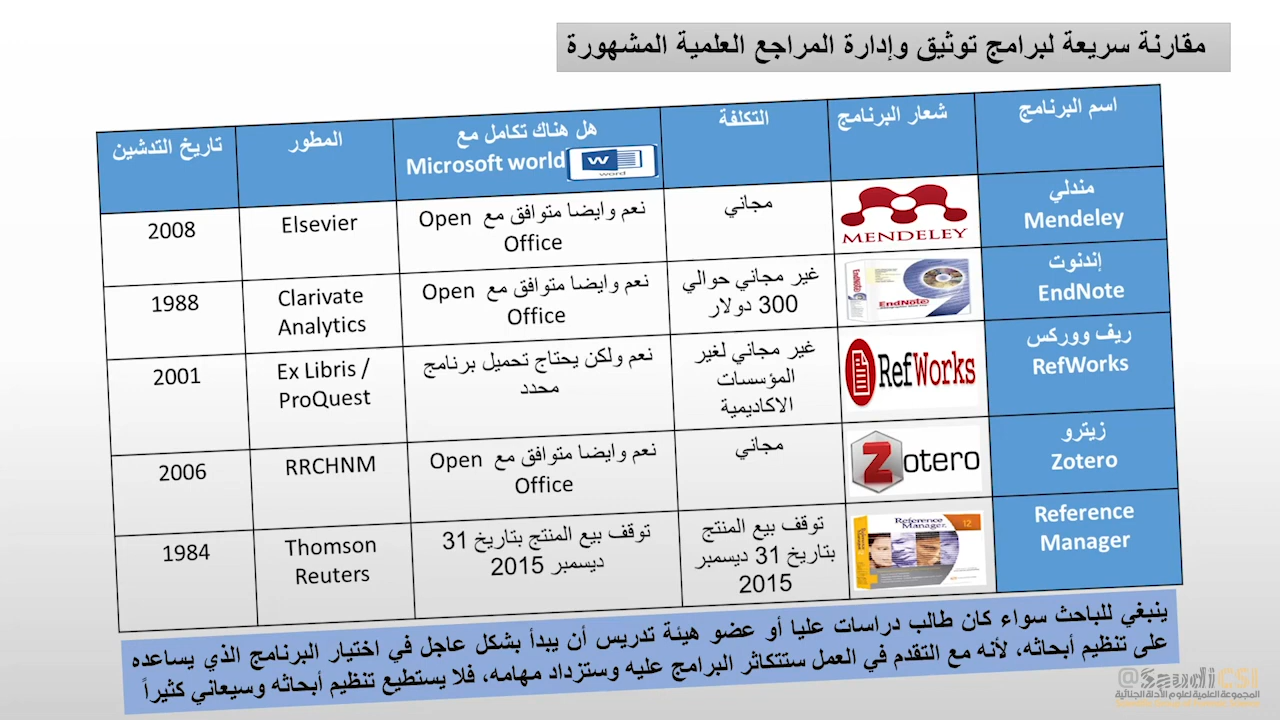 مقارنة سريعة لبرامج توثيق وإدارة المراجع العلمية المشهورة
اسم البرنامج
شعار البرنامج
التكلفة
هل هناك تكامل مع
Microsoft world
word
المطور
تاريخ التدشين
مندلي
Mendeley
MENDELEY
مجاني
نعم وايضا متوافق مع Open
Office
Elsevier
2008
إندنوت
EndNote
EndNote
غير مجاني حوالي
300 دولار
نعم وايضا متوافق مع Open
Office
Clarivate
Analytics
1988
ريف ووركس
RefWorks
RefWorks
غير مجاني لغير
المؤسسات
الاكاديمية
نعم ولكن يحتاج تحميل برنامج
محدد
Ex Libris /
ProQuest
2001
زيترو
Zotero
Zotero
مجاني
نعم وايضا متوافق مع Open
Office
RRCHNM
2006
Reference
Manager
Reference
Manager 12
توقف بيع المنتج
بتاريخ 31 ديسمبر
2015
توقف بيع المنتج بتاريخ 31
ديسمبر 2015
Thomson
Reuters
1984
ينبغي للباحث سواء كان طالب دراسات علبا أو عضو هيئة تدريس أن يبدأ بشكل عاجل في اختيار البرنامج الذي يساعده
على تنظيم أبحاثه، لأنه مع التقدم في العمل ستتكاثر البرامج عليه وستزداد مهامه، فلا يستطيع تنظيم أبحاثه وسيعاني كثيراً
@SaudiCSI
المجموعة العلمية لعلوم الأدلة الجنائية